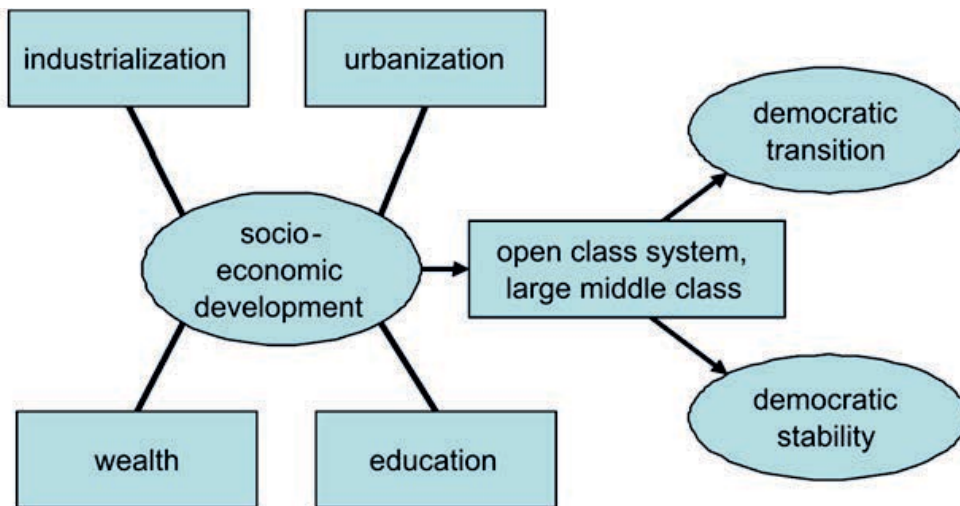 industrialization
urbanization
democratic
transition
socio-
economic
development
open class system,
large middle class
democratic
stability
wealth
education